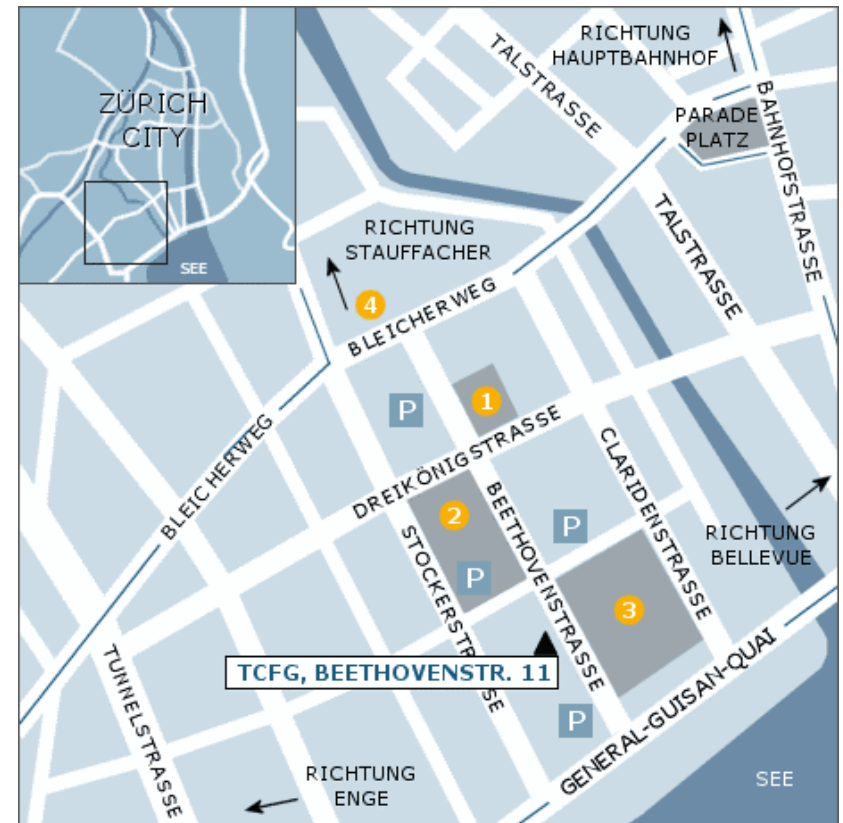 ZÜRICH
CITY
SEE
RICHTUNG
HAUPTBAHNHOF
TALSTRASSE
PARADE
PLATZ
BAHNHOFSTRASSE
TALSTRASSE
RICHTUNG
STAUFFACHER
4
BLEICHERWEG
1
P
DREIKÖNIGSTRASSE
CLARIDENSTRASSE
BLEICHERWEG
2
BEETHOVENSTRASSE
P
RICHTUNG
BELLEVUE
STOCKERSTRASSE
P
3
TCFG, BEETHOVENSTR. 11
TUNNELSTRASSE
P
GENERAL-GUISAN-QUAI
RICHTUNG
ENGE
SEE